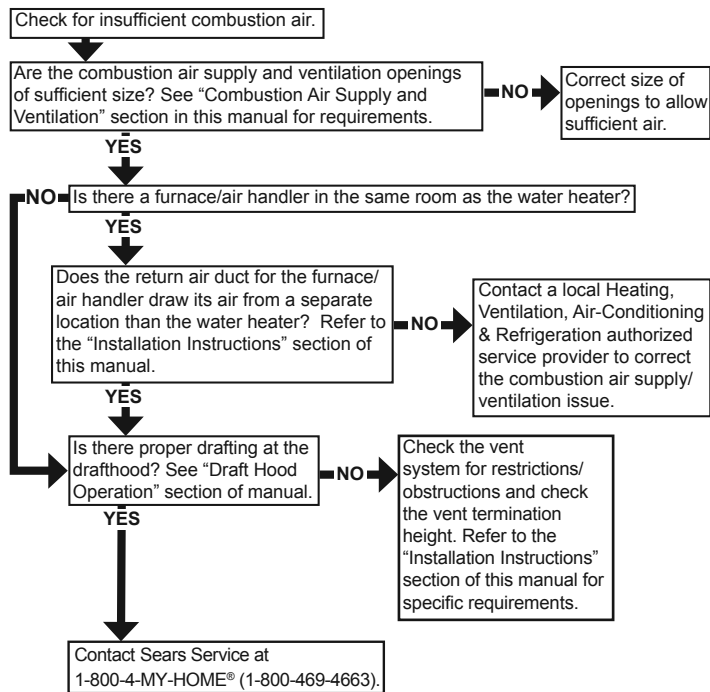 Check for insufficient combustion air.
Are the combustion air supply and ventilation openings
of sufficient size? See “Combustion Air Supply and
Ventilation” section in this manual for requirements.
NO
Correct size of
openings to allow
sufficient air.
YES
NO
Is there a furnace/air handler in the same room as the water heater?
YES
Does the return air duct for the furnace/
air handler draw its air from a separate
location than the water heater? Refer to
the “Installation Instructions” section of
this manual.
NO
Contact a local Heating,
Ventilation, Air-Conditioning
& Refrigeration authorized
service provider to correct
the combustion air supply/
ventilation issue.
YES
Is there proper drafting at the
drafthood? See “Draft Hood
Operation” section of manual.
NO
Check the vent
system for restrictions/
obstructions and check
the vent termination
height. Refer to the
“Installation Instructions”
section of this manual for
specific requirements.
YES
Contact Sears Service at
1-800-4-MY-HOME® (1-800-469-4663).